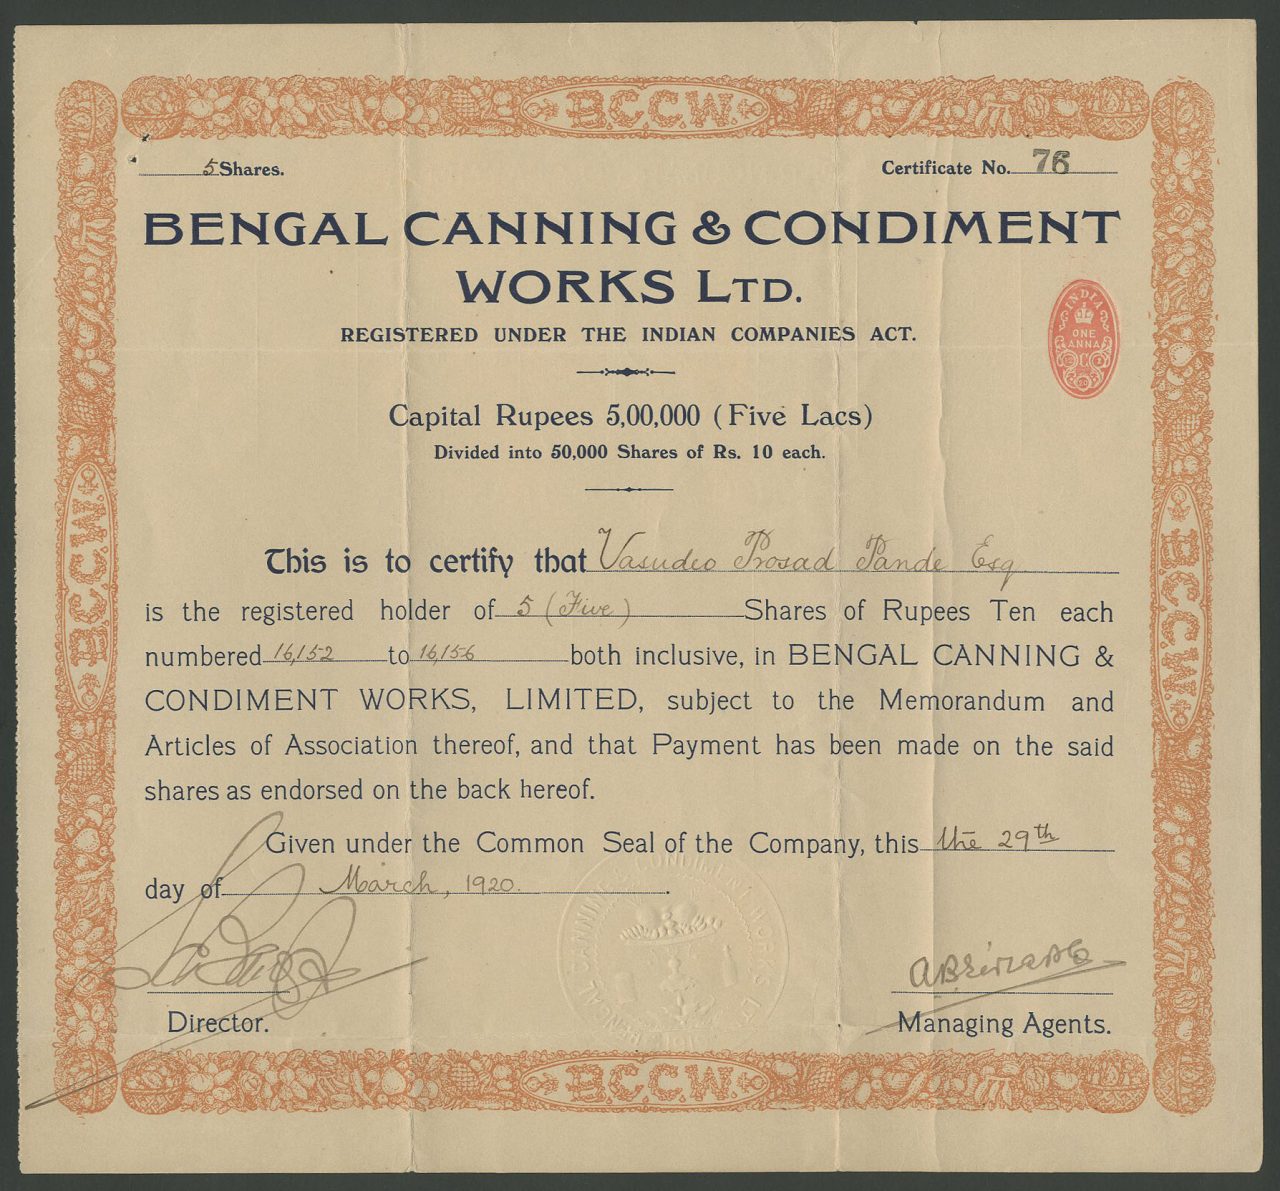 B.C.C.W.
5 Shares.
Certificate No. 76
BENGAL CANNING & CONDIMENT
WORKS LTD.
REGISTERED UNDER THE INDIAN COMPANIES ACT.
INDIA
ONE
ANNA
Capital Rupees 5,00,000 (Five Lacs)
Divided into 50,000 Shares of Rs. 10 each.
B.C.C.W.
B.C.C.W.
This is to certify that Vasudeo Prosad Pande Esq
is the registered holder of 5 (Five) Shares of Rupees Ten each
numbered 16,152 to 16,156 both inclusive, in BENGAL CANNING &
CONDIMENT WORKS, LIMITED, subject to the Memorandum and
Articles of Association thereof, and that Payment has been made on the said
shares as endorsed on the back hereof.
Given under the Common Seal of the Company, this the 29th
day of March, 1920.
Director.
Managing Agents.
B.C.C.W.